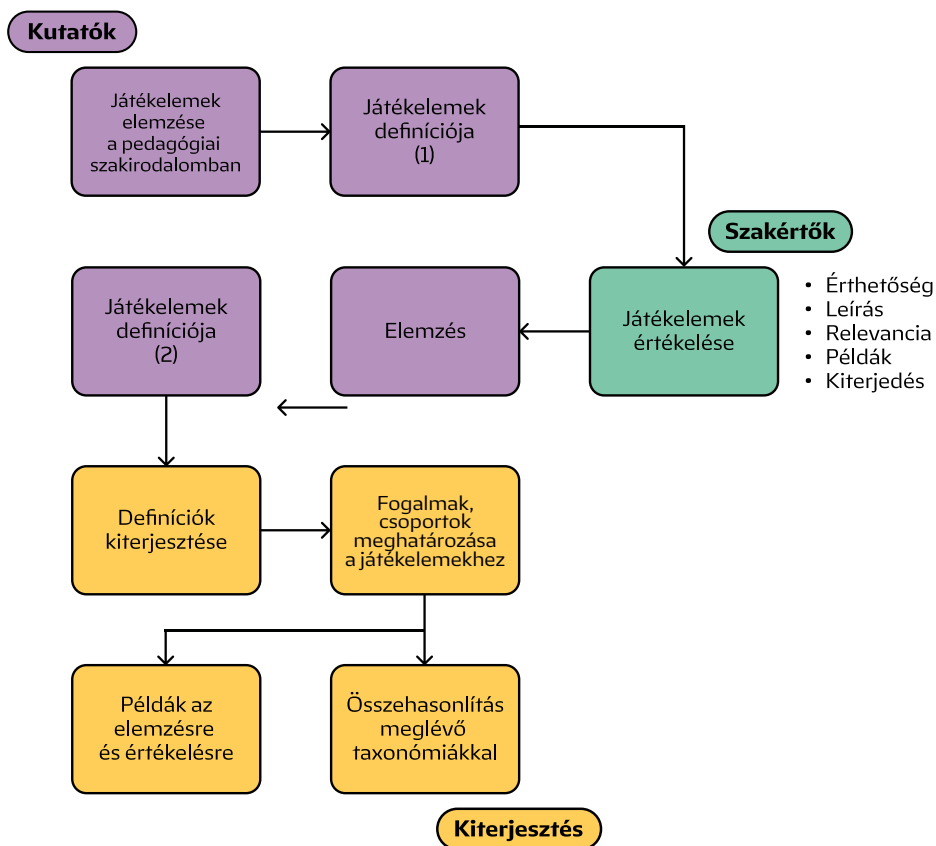 Kutatók
Játékelemek
elemzése
a pedagógiai
szakirodalomban
Játékelemek
definíciója
(1)
Szakértők
Játékelemek
definíciója
(2)
Elemzés
Játékelemek
értékelése
• Érthetőség
• Leírás
• Relevancia
• Példák
• Kiterjedés
Definíciók
kiterjesztése
Fogalmak,
csoportok
meghatározása
a játékelemekhez
Példák az
elemzésre
és értékelésre
Összehasonlítás
meglévő
taxonómiákkal
Kiterjesztés